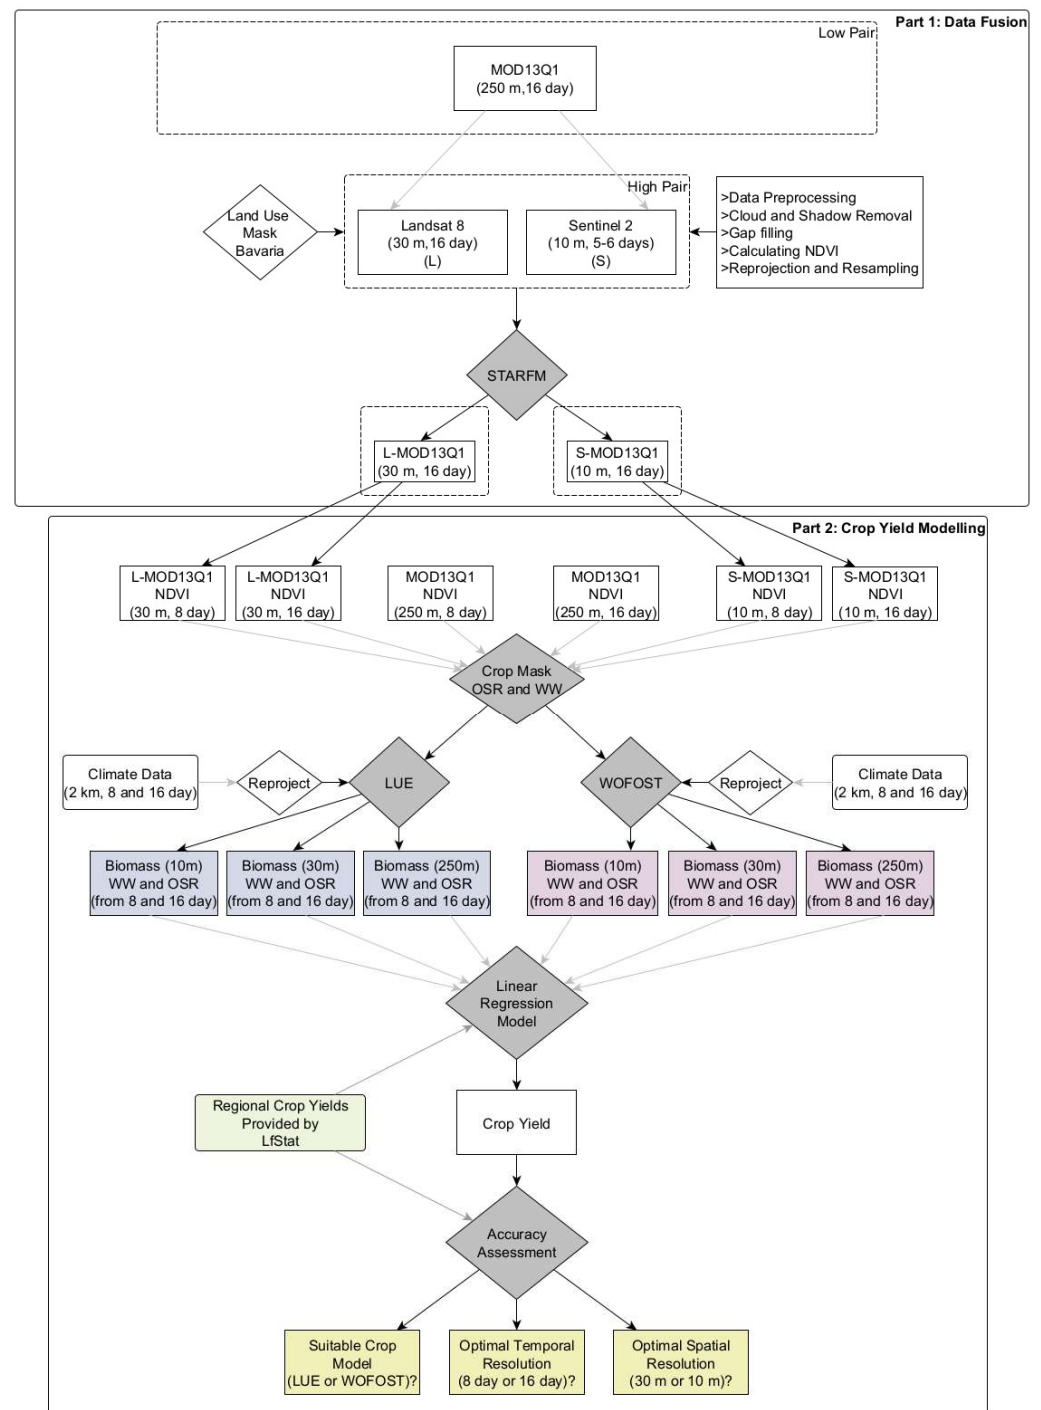 Part 1: Data Fusion
Low Pair
MOD13Q1
(250 m,16 day)
High Pair
Land Use
Mask
Bavaria
Landsat 8
(30 m,16 day)
(L)
Sentinel 2
(10 m, 5-6 days)
(S)
>Data Preprocessing
>Cloud and Shadow Removal
>Gap filling
>Calculating NDVI
>Reprojection and Resampling
STARFM
L-MOD13Q1
(30 m, 16 day)
S-MOD13Q1
(10 m, 16 day)
Part 2: Crop Yield Modelling
L-MOD13Q1
NDVI
(30 m, 8 day)
L-MOD13Q1
NDVI
(30 m, 16 day)
MOD13Q1
NDVI
(250 m, 8 day)
MOD13Q1
NDVI
(250 m, 16 day)
S-MOD13Q1
NDVI
(10 m, 8 day)
S-MOD13Q1
NDVI
(10 m, 16 day)
Crop Mask
OSR and WW
Climate Data
(2 km, 8 and 16 day)
Reproject
LUE
WOFOST
Reproject
Climate Data
(2 km, 8 and 16 day)
Biomass (10m)
WW and OSR
(from 8 and 16 day)
Biomass (30m)
WW and OSR
(from 8 and 16 day)
Biomass (250m)
WW and OSR
(from 8 and 16 day)
Biomass (10m)
WW and OSR
(from 8 and 16 day)
Biomass (30m)
WW and OSR
(from 8 and 16 day)
Biomass (250m)
WW and OSR
(from 8 and 16 day)
Linear
Regression
Model
Regional Crop Yields
Provided by
LfStat
Crop Yield
Accuracy
Assessment
Suitable Crop
Model
(LUE or WOFOST)?
Optimal Temporal
Resolution
(8 day or 16 day)?
Optimal Spatial
Resolution
(30 m or 10 m)?